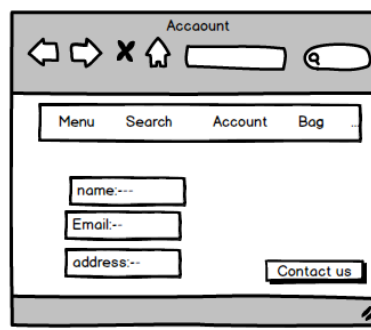 Accaount
Menu Search Account Bag ...
name:---
Email:--
address:--
Contact us